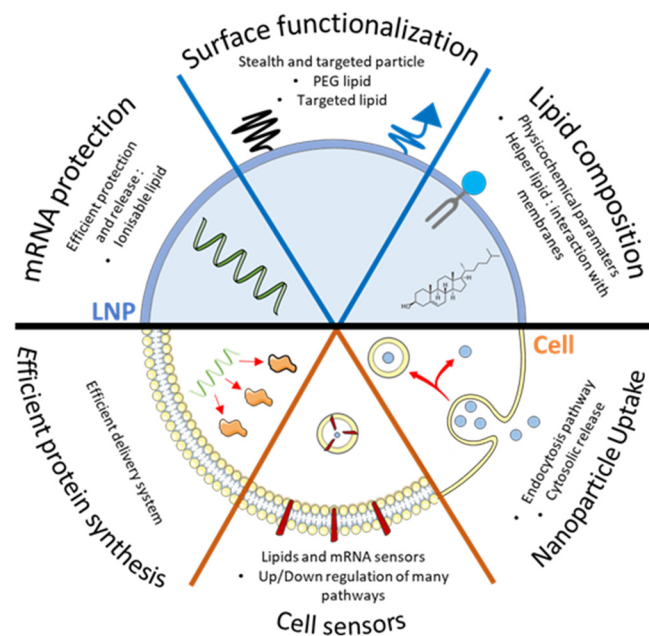 Surface functionalization
Stealth and targeted particle
• PEG lipid
• Targeted lipid
mRNA protection
Efficient protection
and release :
• Ionisable lipid
Lipid composition
• Physicochemical paramaters
• Helper lipid : interaction with
membranes
HO
H
H
H
H
LNP
Cell
Efficient protein synthesis
Efficient delivery system
Nanoparticle Uptake
• Endocytosis pathway
• Cytosolic release
Lipids and mRNA sensors
• Up/Down regulation of many
pathways
Cell sensors